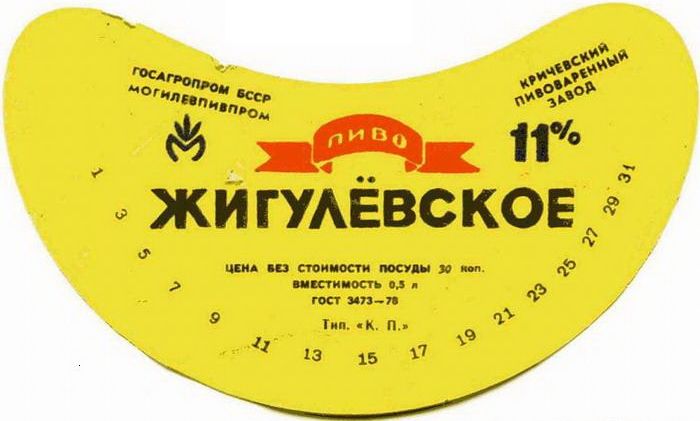 ГОСАГРОПРОМ БССР
МОГИЛЕВПИВПРОМ
КРИЧЕВСКИЙ
ПИВОВАРЕННЫЙ
ЗАВОД
11%
ПИВО
ЖИГУЛЁВСКОЕ
ЦЕНА БЕЗ СТОИМОСТИ ПОСУДЫ 30 коп.
ВМЕСТИМОСТЬ 0,5 л
ГОСТ 3473—78
Тип. «К. П.»
1 3 5 7 9 11 13 15 17 19 21 23 25 27 29 31